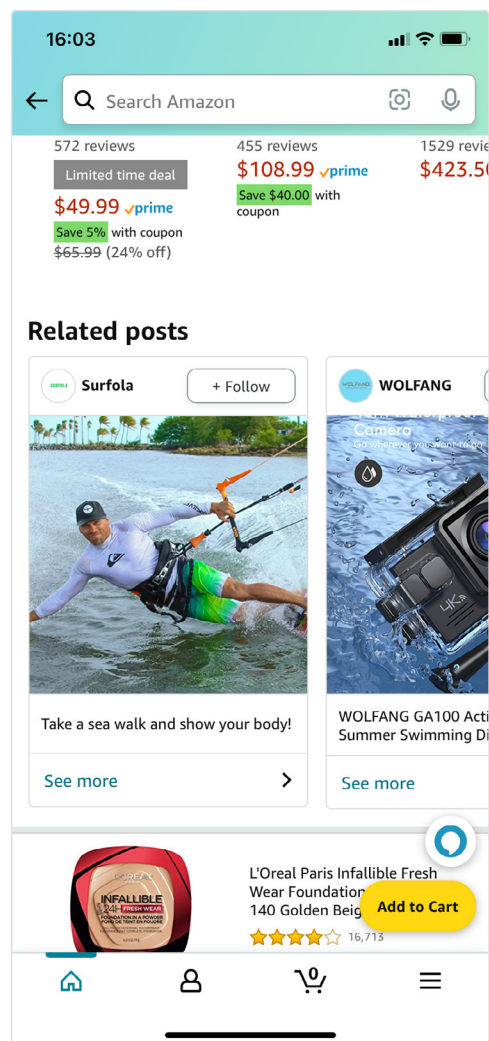 16:03
Search Amazon
572 reviews
455 reviews
1529 revie
Limited time deal
$108.99 prime
$423.50
$49.99 prime
Save $40.00 with
coupon
Save 5% with coupon
$65.99 (24% off)
Related posts
Surfola
+ Follow
WOLFANG
Camera
Go wherever you want to go
4K
Take a sea walk and show your body!
WOLFANG GA100 Acti
Summer Swimming Di
See more
See more
L'OREAL
INFALLIBLE
24H FRESH WEAR
FOUNDATION IN A POWDER
L'Oreal Paris Infallible Fresh
Wear Foundation
140 Golden Beig
Add to Cart
16,713
0